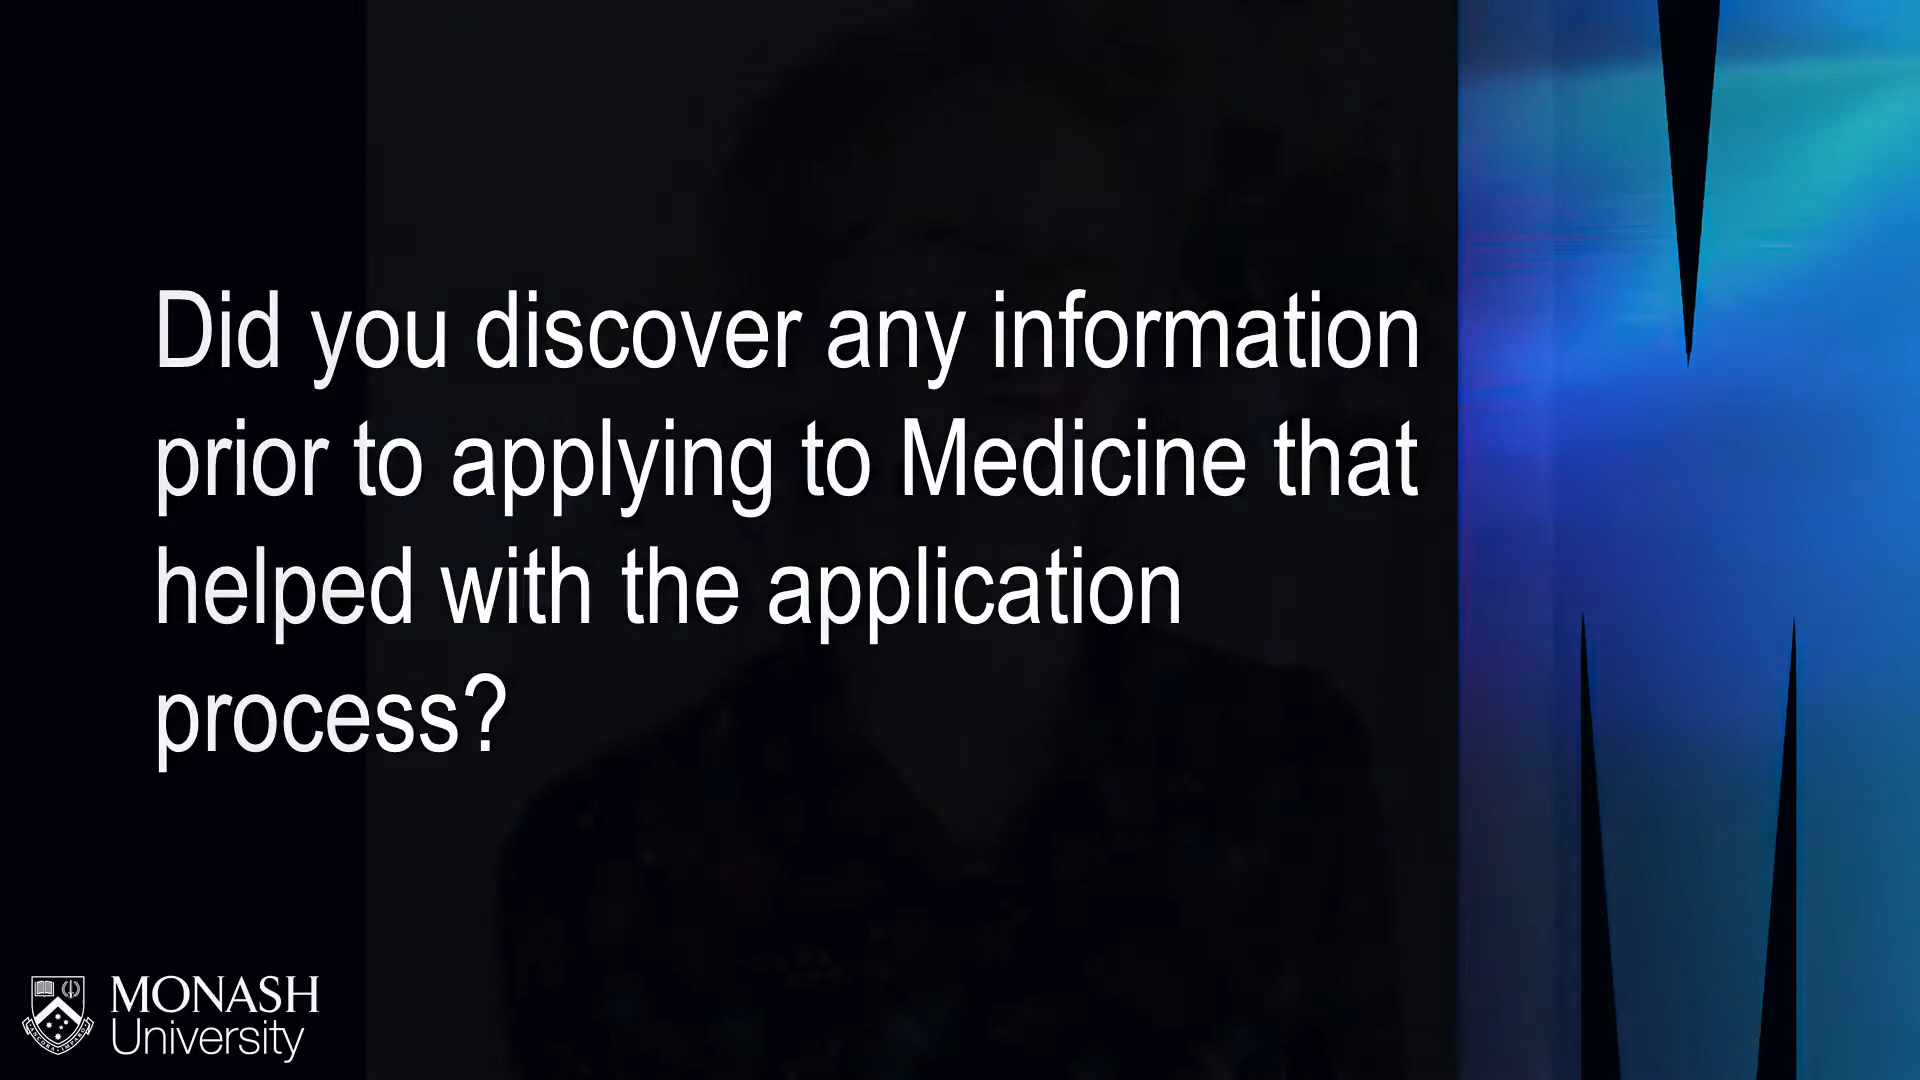 Did you discover any information
prior to applying to Medicine that
helped with the application
process?
MONASH
University